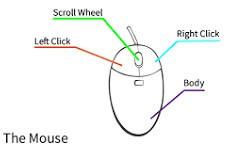 Scroll Wheel
Left Click
Right Click
Body
The Mouse